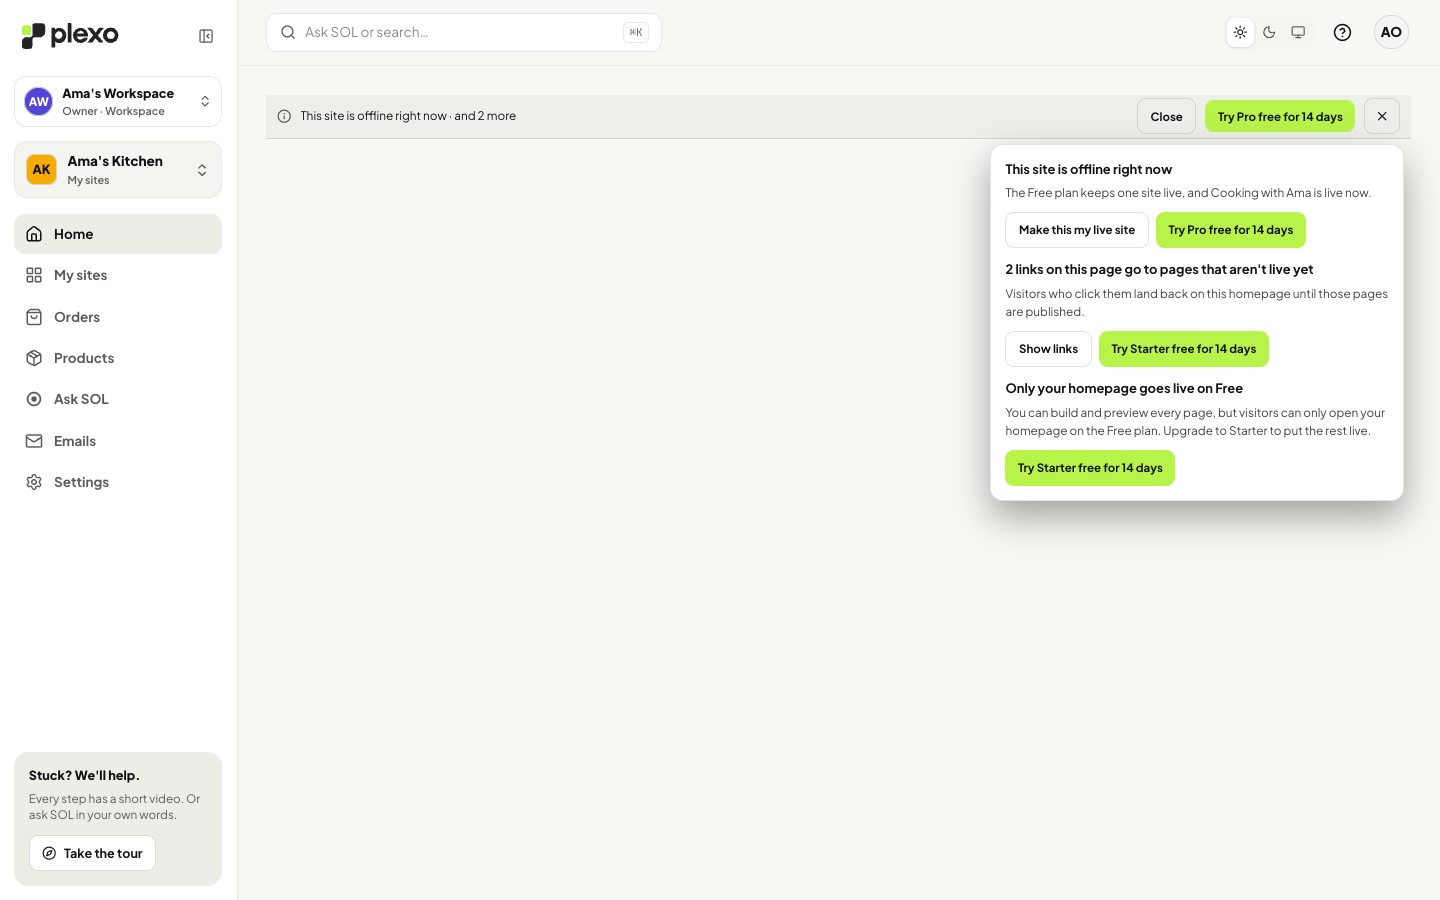 plexo
Ask SOL or search...
⌘K
AO
AW
Ama's Workspace
Owner · Workspace
AK
Ama's Kitchen
My sites
Home
My sites
Orders
Products
Ask SOL
Emails
Settings
Stuck? We'll help.
Every step has a short video. Or
ask SOL in your own words.
Take the tour
This site is offline right now · and 2 more
Close
Try Pro free for 14 days
This site is offline right now
The Free plan keeps one site live, and Cooking with Ama is live now.
Make this my live site
Try Pro free for 14 days
2 links on this page go to pages that aren't live yet
Visitors who click them land back on this homepage until those pages
are published.
Show links
Try Starter free for 14 days
Only your homepage goes live on Free
You can build and preview every page, but visitors can only open your
homepage on the Free plan. Upgrade to Starter to put the rest live.
Try Starter free for 14 days